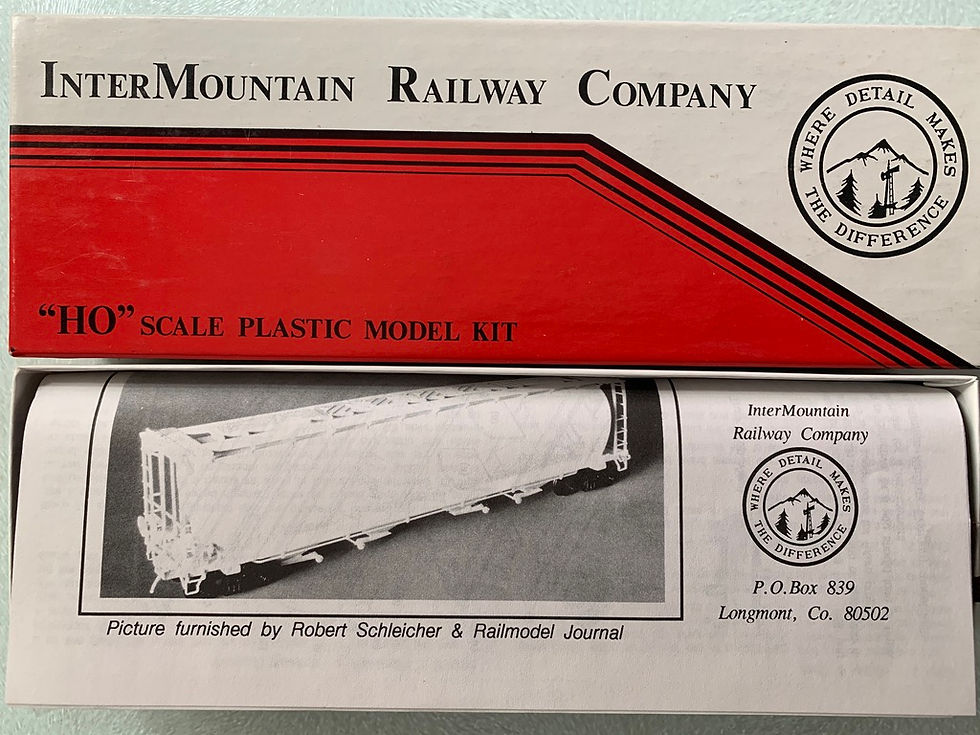 INTERMOUNTAIN RAILWAY COMPANY
WHERE DETAIL MAKES
THE DIFFERENCE
“HO” SCALE PLASTIC MODEL KIT
InterMountain
Railway Company
WHERE DETAIL MAKES
THE DIFFERENCE
P.O.Box 839
Longmont, Co. 80502
Picture furnished by Robert Schleicher & Railmodel Journal